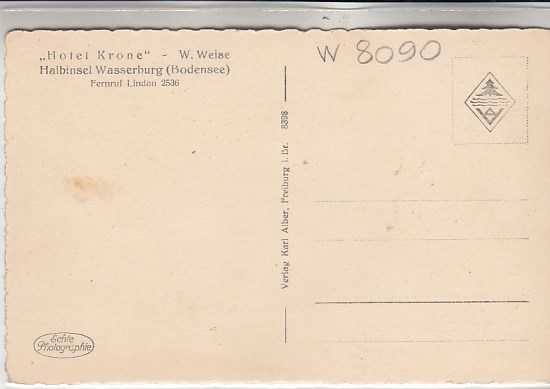 „Hotel Krone" - W. Weise
Halbinsel Wasserburg (Bodensee)
Fernruf Lindau 2536
W 8090
Verlag Karl Alber, Freiburg i. Br. 8398
Echte
Photographie